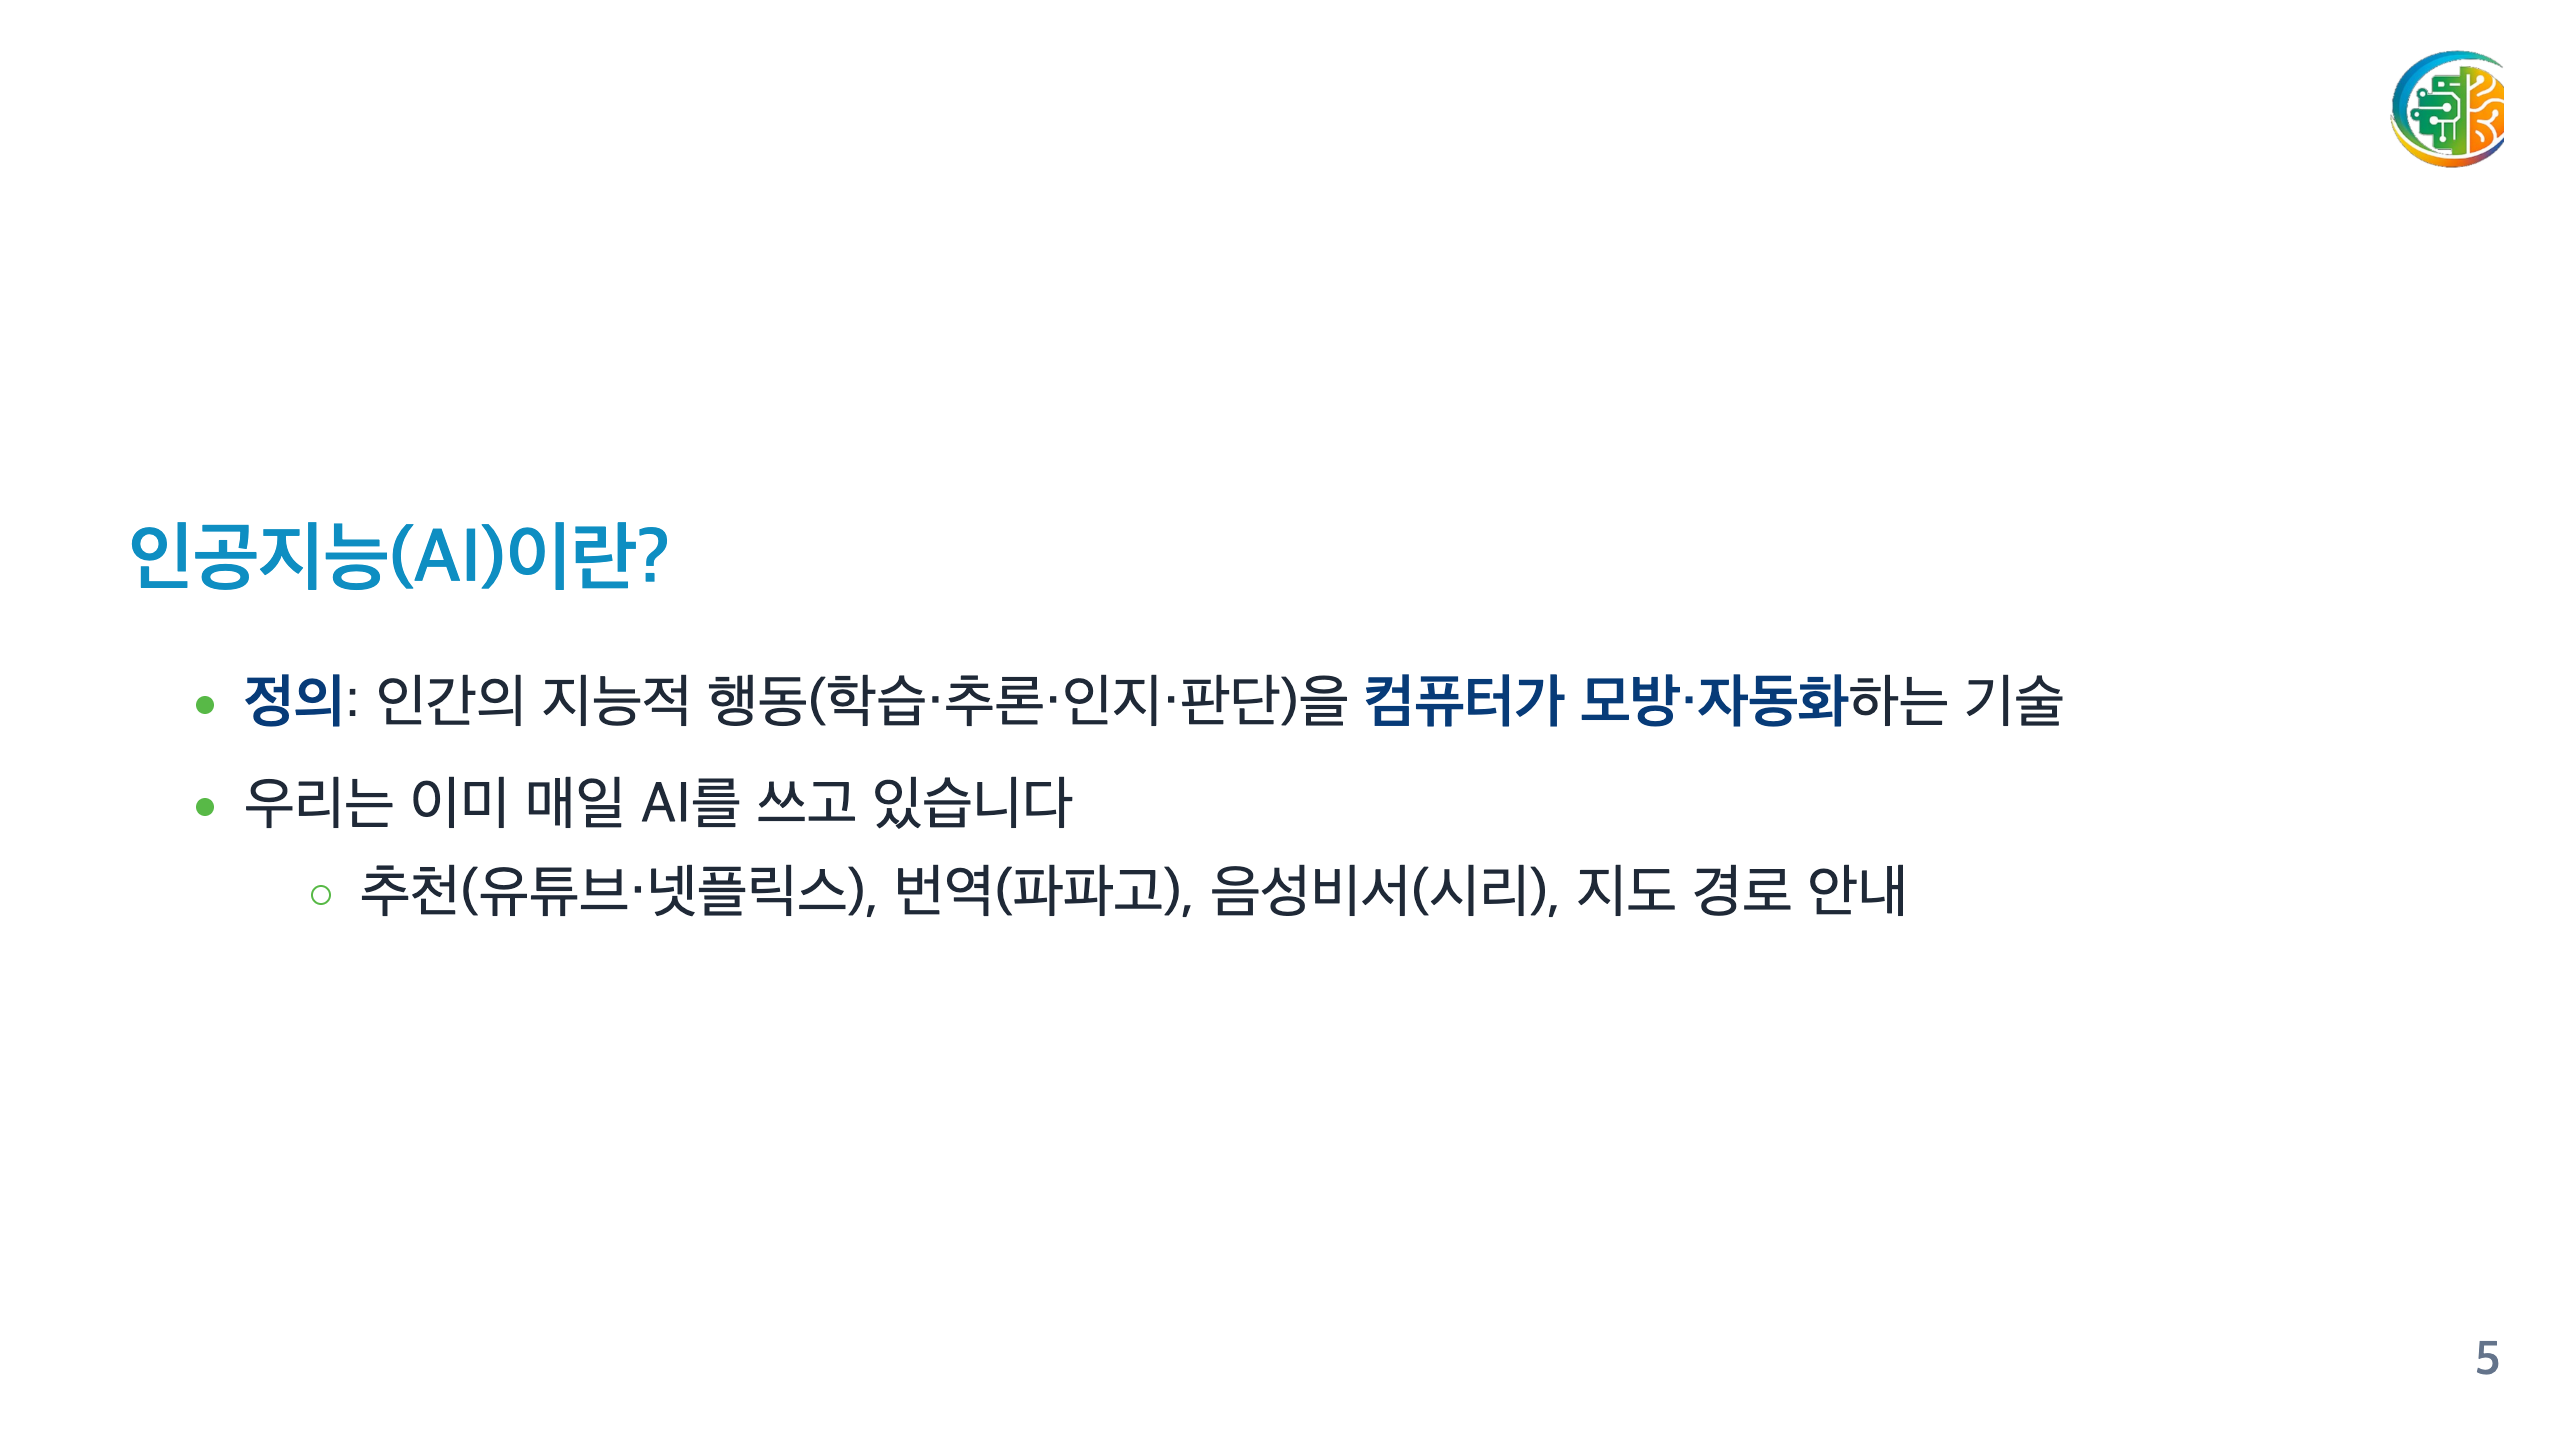 인공지능(AI)이란?
정의: 인간의 지능적 행동(학습·추론·인지·판단)을 컴퓨터가 모방·자동화하는 기술
우리는 이미 매일 AI를 쓰고 있습니다
추천(유튜브·넷플릭스), 번역(파파고), 음성비서(시리), 지도 경로 안내
5